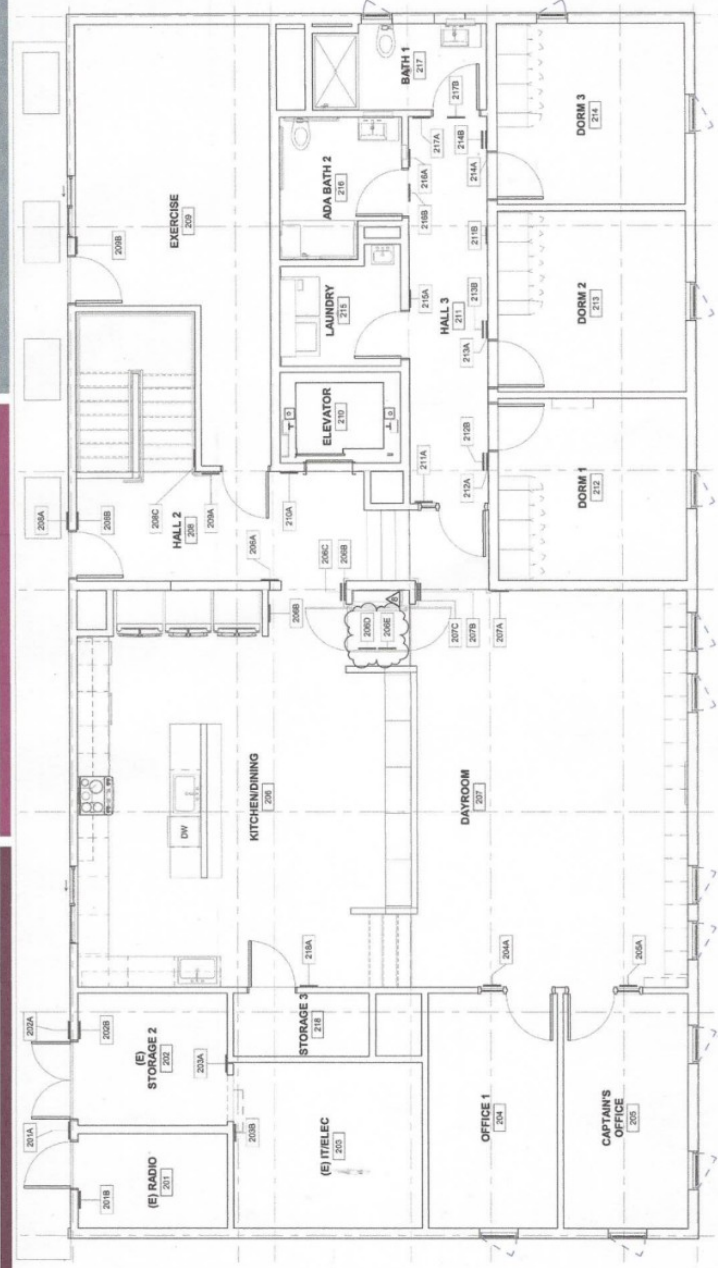 201A
202A
208A
201B
202B
208B
209B
(E) RADIO
201
(E)
STORAGE 2
202
HALL 2
208
208C
209A
EXERCISE
209
203A
203B
DW
KITCHEN/DINING
206
206A
206B
210A
STORAGE 3
218
218A
(E) IT/ELEC
203
206C
206B
206D
206E
ELEVATOR
210
LAUNDRY
215
ADA BATH 2
216
BATH 1
217
211A
215A
216B
216A
217A
217B
HALL 3
211
207C
207B
207A
212A
212B
213A
213B
211B
214A
214B
OFFICE 1
204
204A
DAYROOM
207
CAPTAIN'S
OFFICE
205
205A
DORM 1
212
DORM 2
213
DORM 3
214